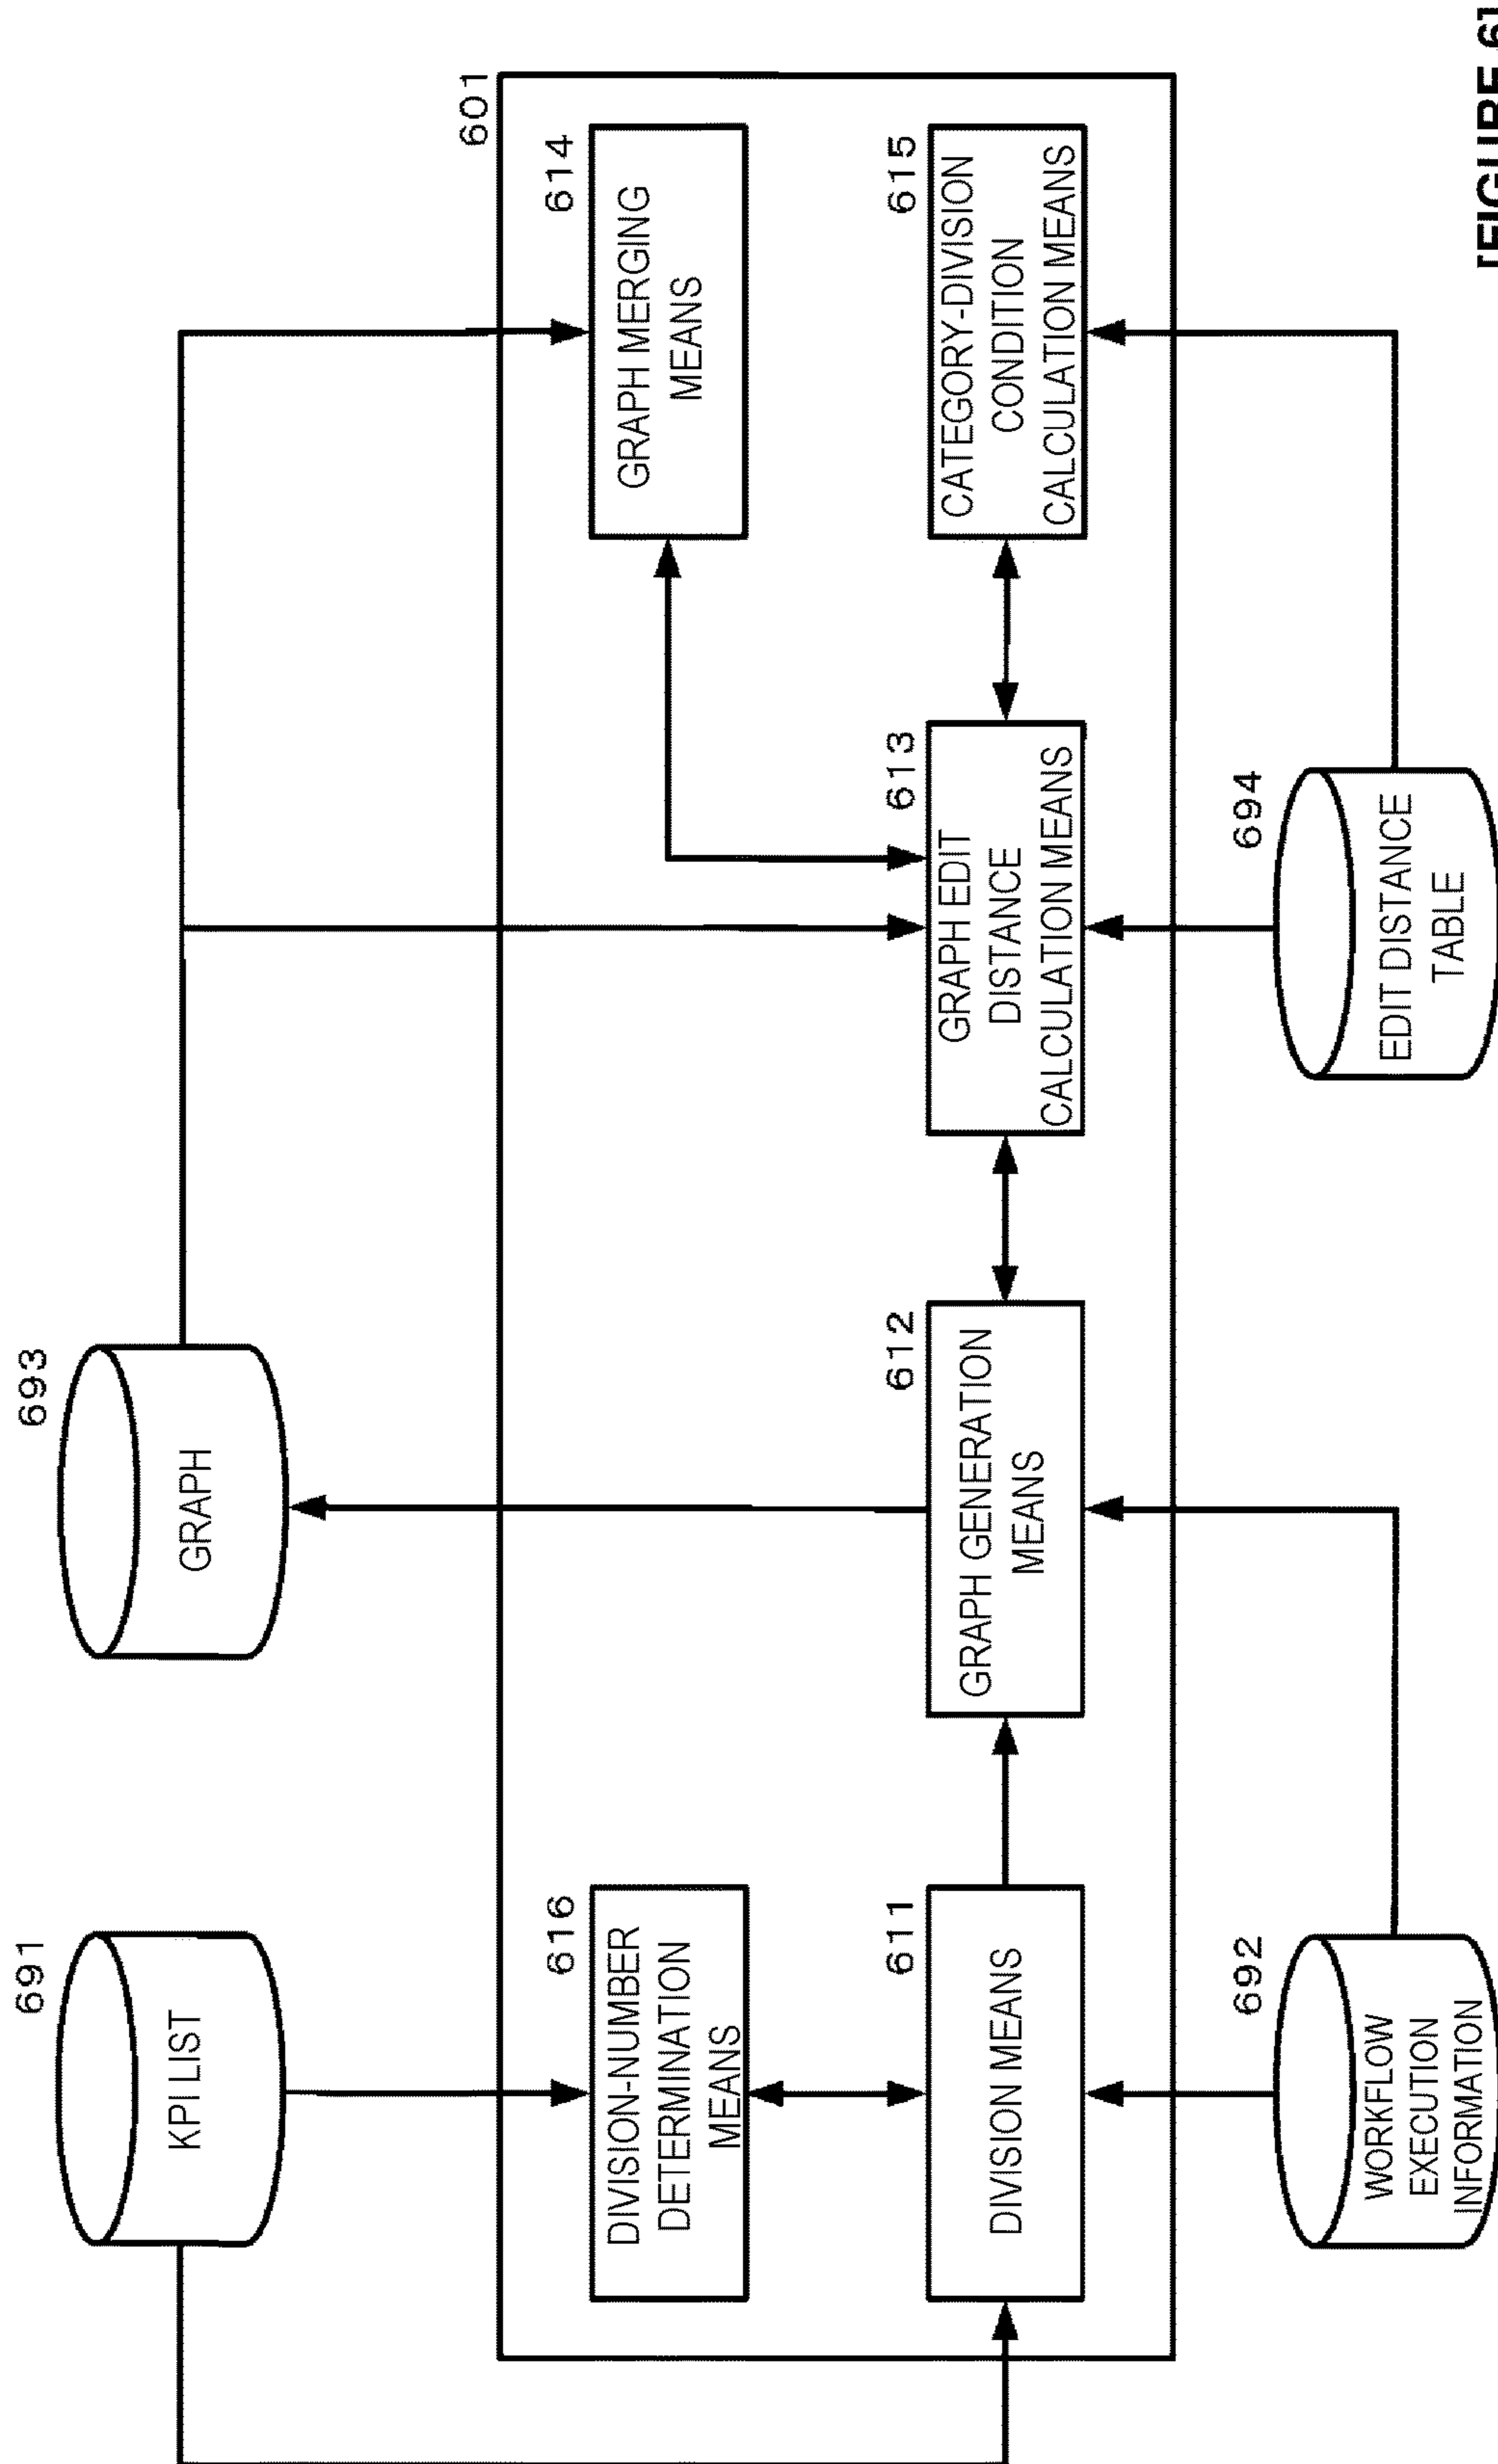 691
KPI LIST
693
GRAPH
601
616
DIVISION-NUMBER
DETERMINATION
MEANS
614
GRAPH MERGING
MEANS
611
DIVISION MEANS
612
GRAPH GENERATION
MEANS
613
GRAPH EDIT
DISTANCE
CALCULATION MEANS
615
CATEGORY-DIVISION
CONDITION
CALCULATION MEANS
692
WORKFLOW
EXECUTION
INFORMATION
694
EDIT DISTANCE
TABLE
[FIGURE 6]